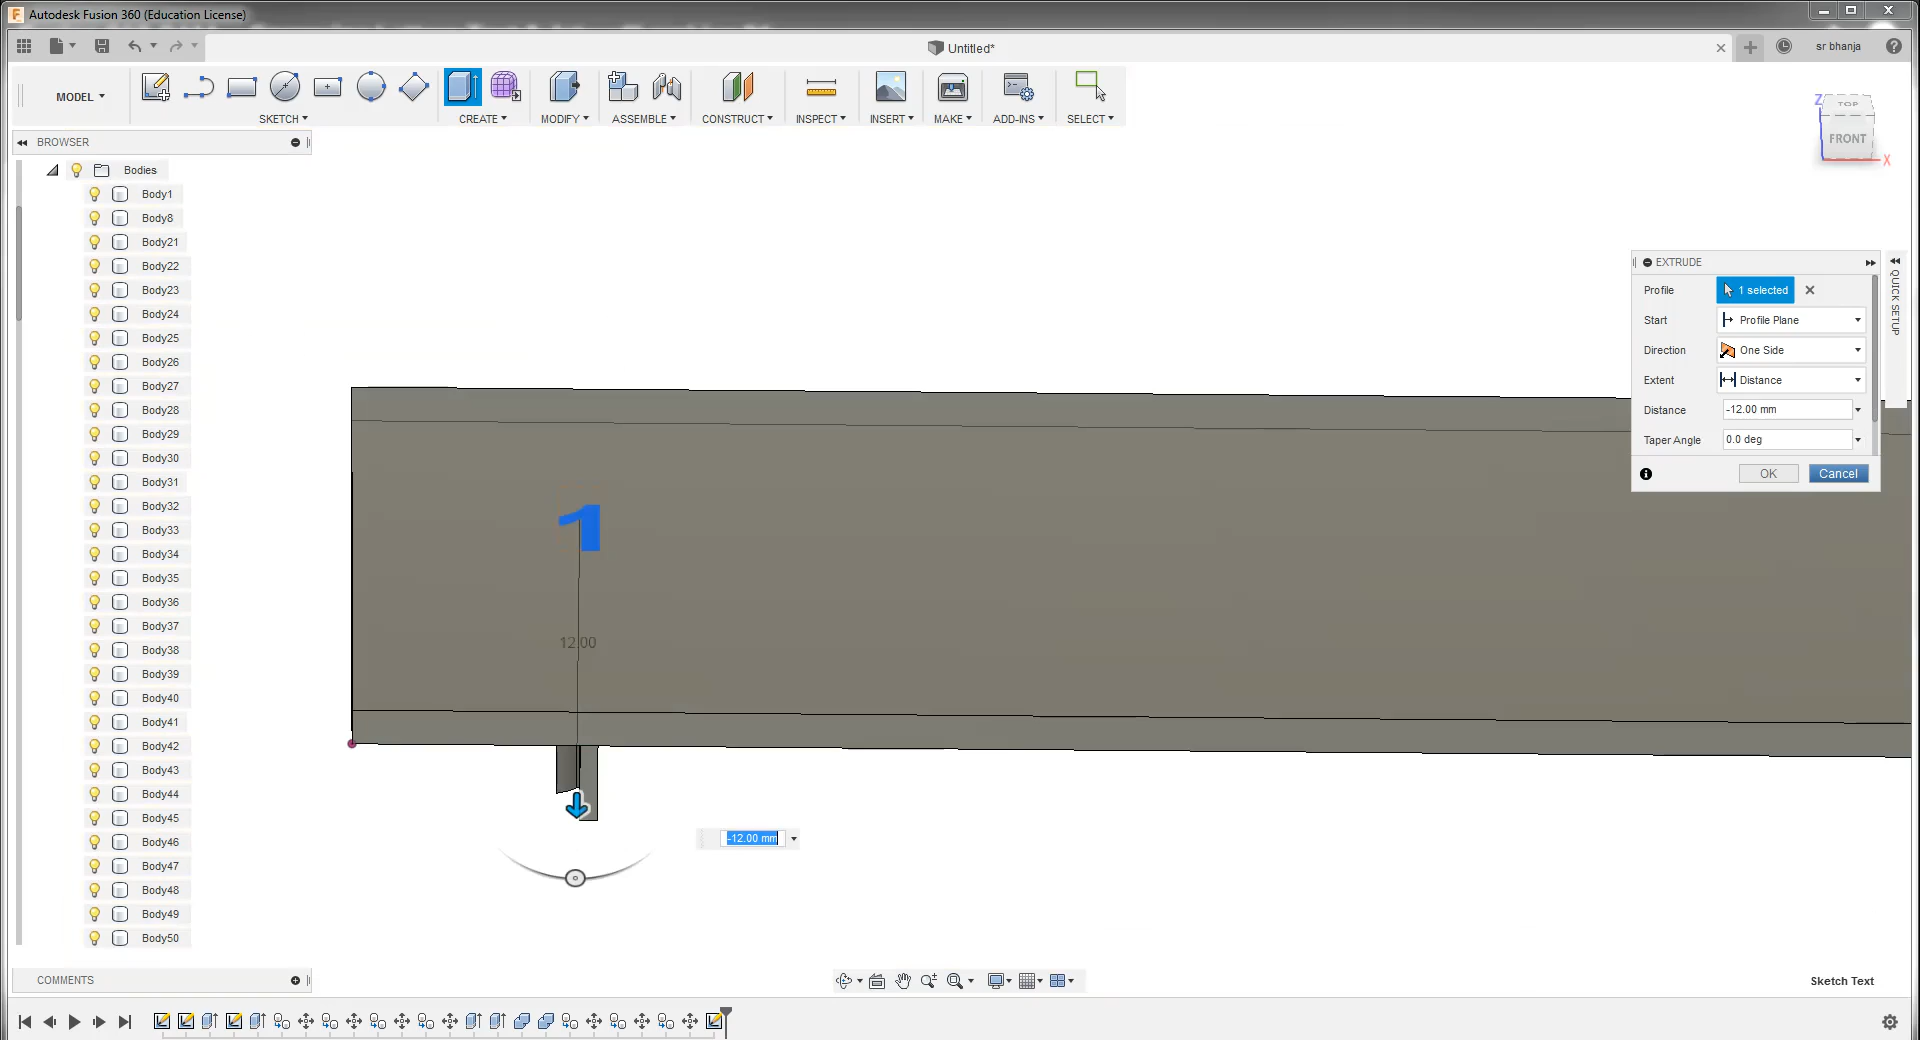 Autodesk Fusion 360 (Education License)
Untitled*
sr bhanja
MODEL
SKETCH
CREATE
MODIFY
ASSEMBLE
CONSTRUCT
INSPECT
INSERT
MAKE
ADD-INS
SELECT
BROWSER
TOP
FRONT
Z
X
Bodies
Body1
Body8
Body21
Body22
Body23
Body24
Body25
Body26
Body27
Body28
Body29
Body30
Body31
Body32
Body33
Body34
Body35
Body36
Body37
Body38
Body39
Body40
Body41
Body42
Body43
Body44
Body45
Body46
Body47
Body48
Body49
Body50
1
12.00
-12.00 mm
EXTRUDE
Profile 1 selected
Start Profile Plane
Direction One Side
Extent Distance
Distance -12.00 mm
Taper Angle 0.0 deg
OK Cancel
QUICK SETUP
COMMENTS
Sketch Text